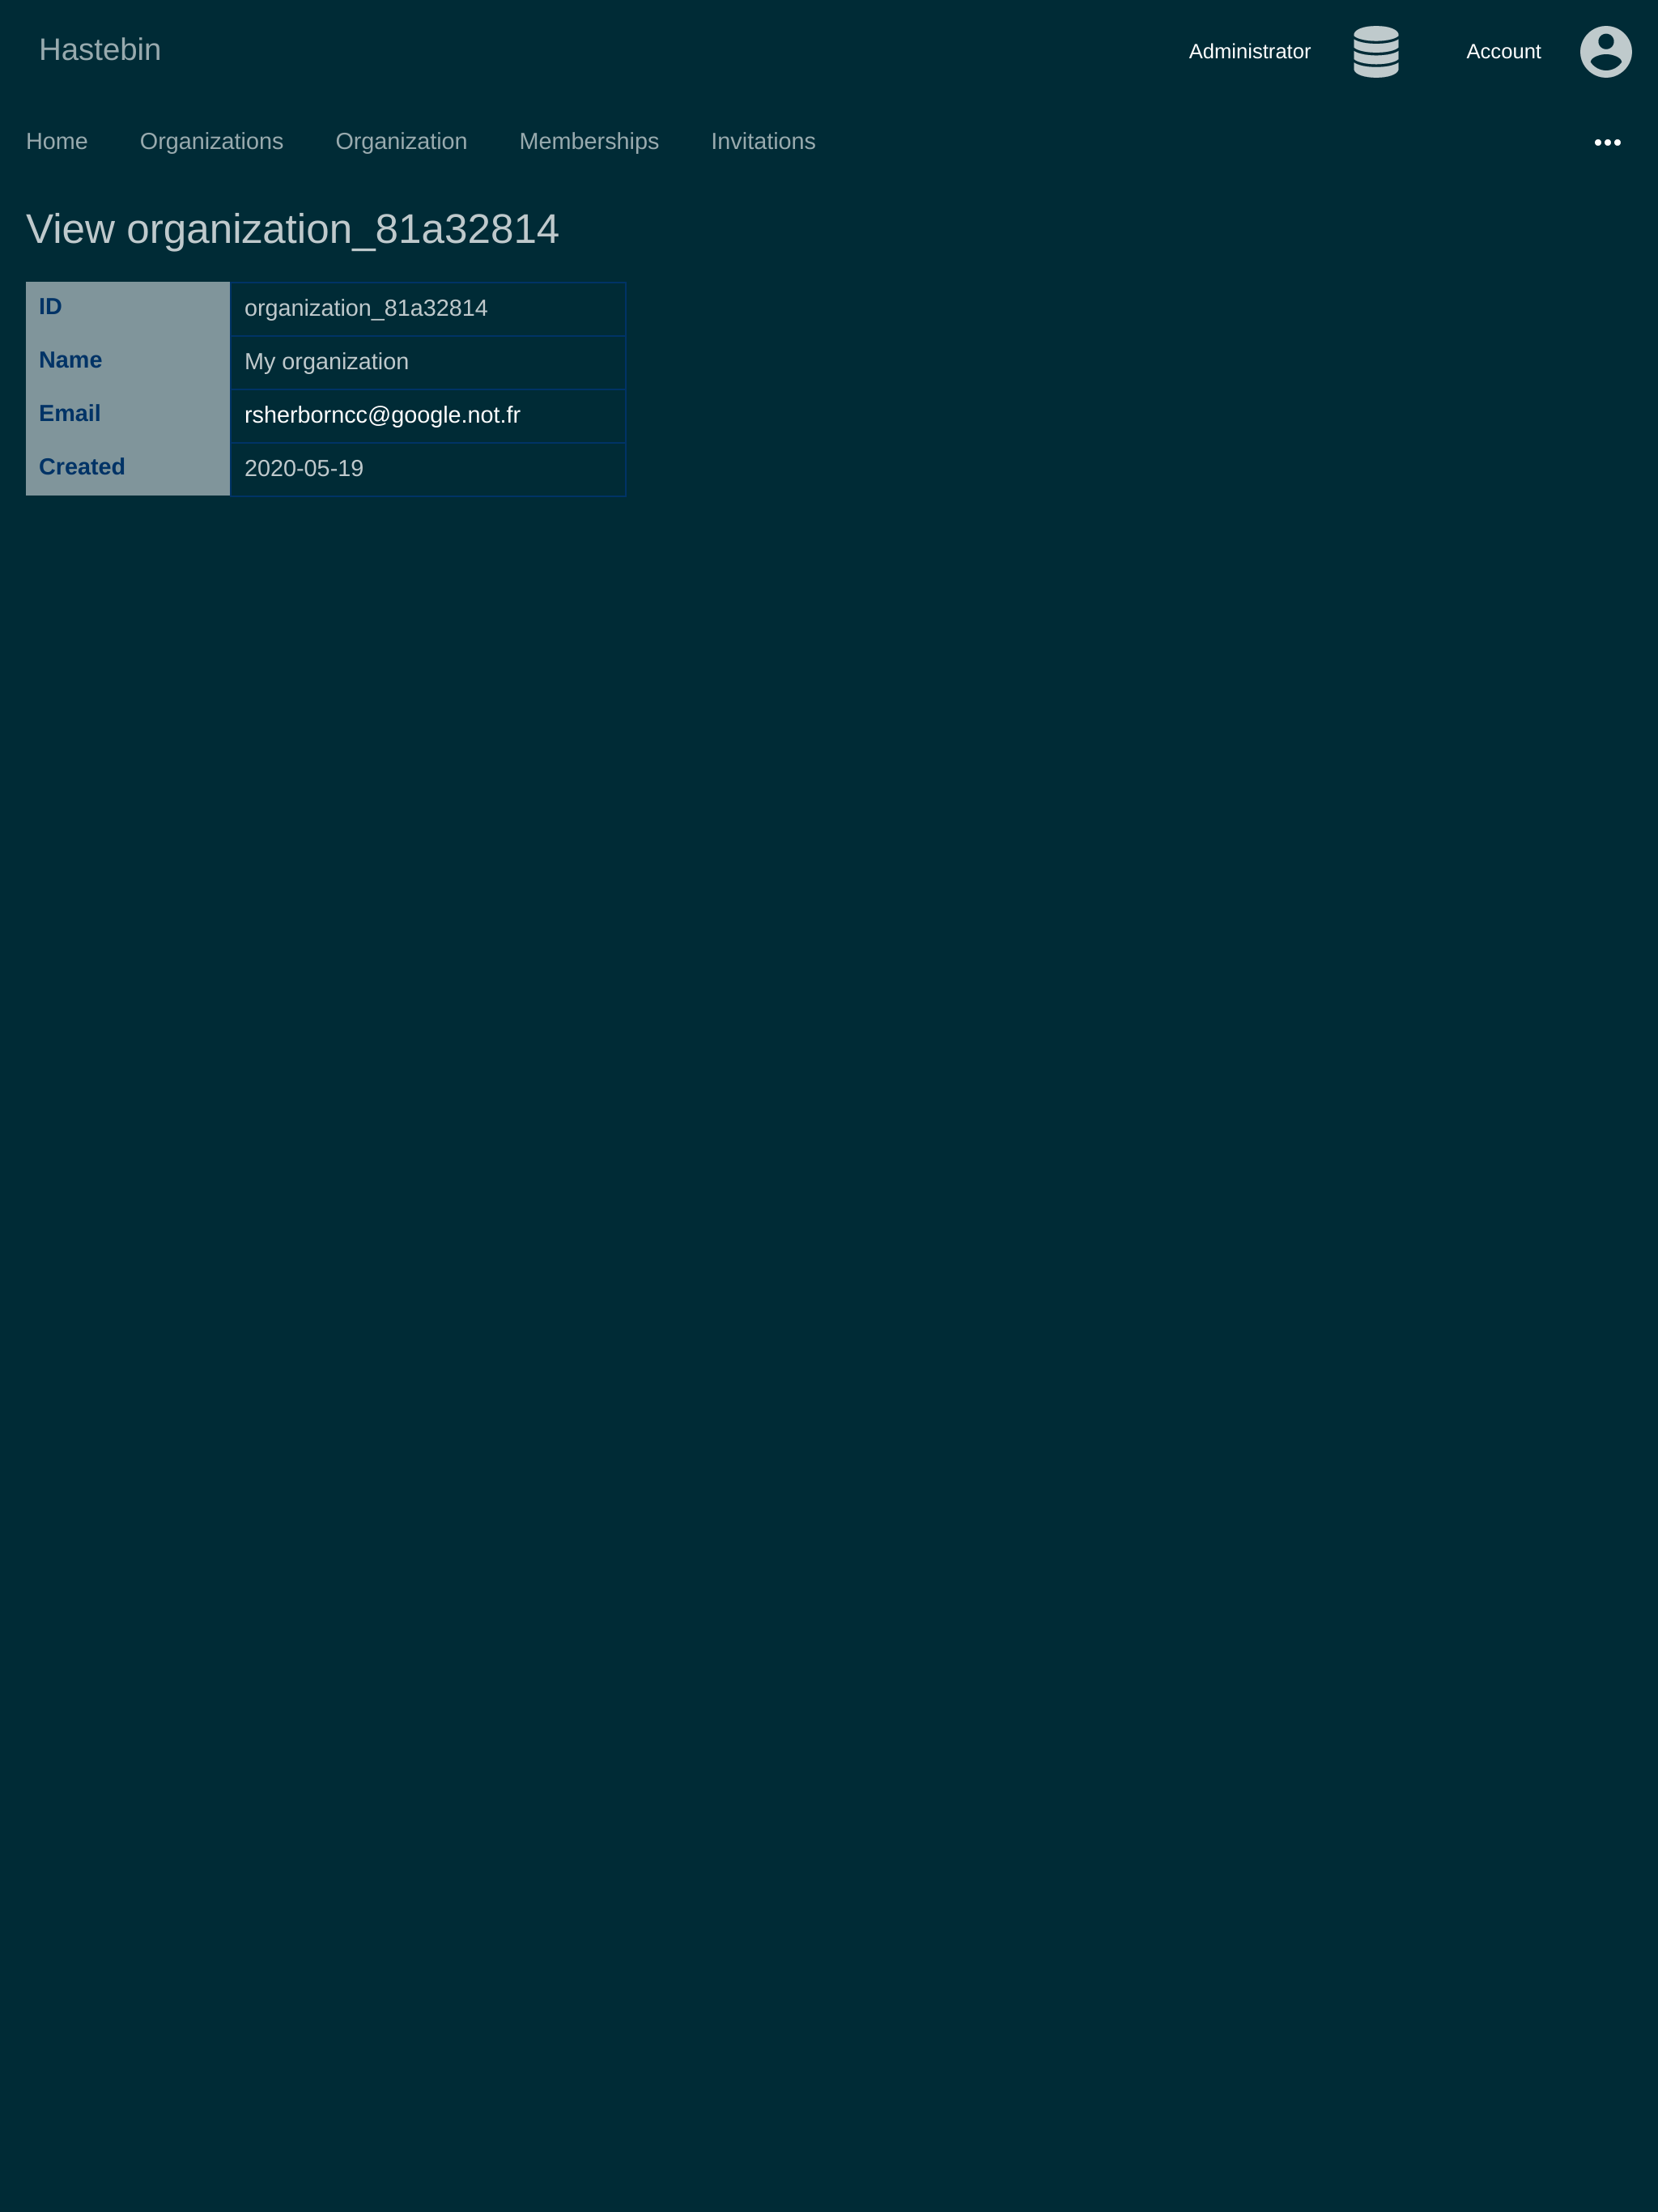 Hastebin
Administrator
Account
Home Organizations Organization Memberships Invitations
View organization_81a32814
ID organization_81a32814
Name My organization
Email rsherborncc@google.not.fr
Created 2020-05-19